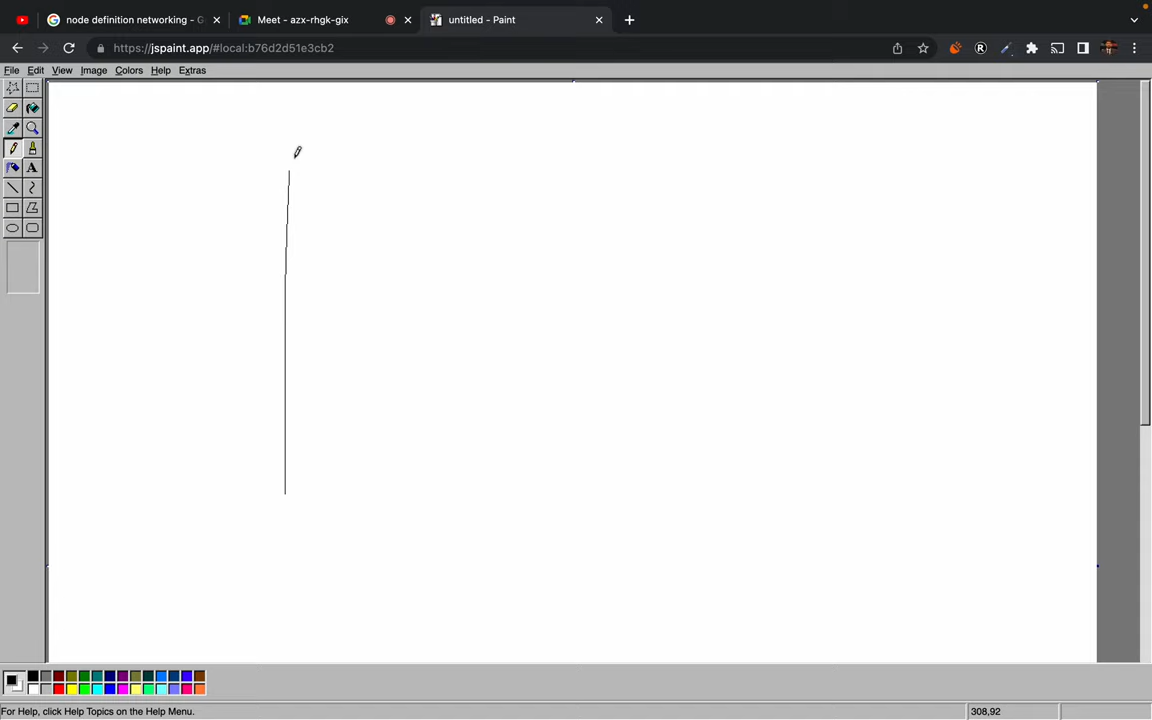 node definition networking - G
Meet - azx-rhgk-gix
untitled - Paint
https://jspaint.app/#local:b76d2d51e3cb2
File Edit View Image Colors Help Extras
A
For Help, click Help Topics on the Help Menu.
308,92